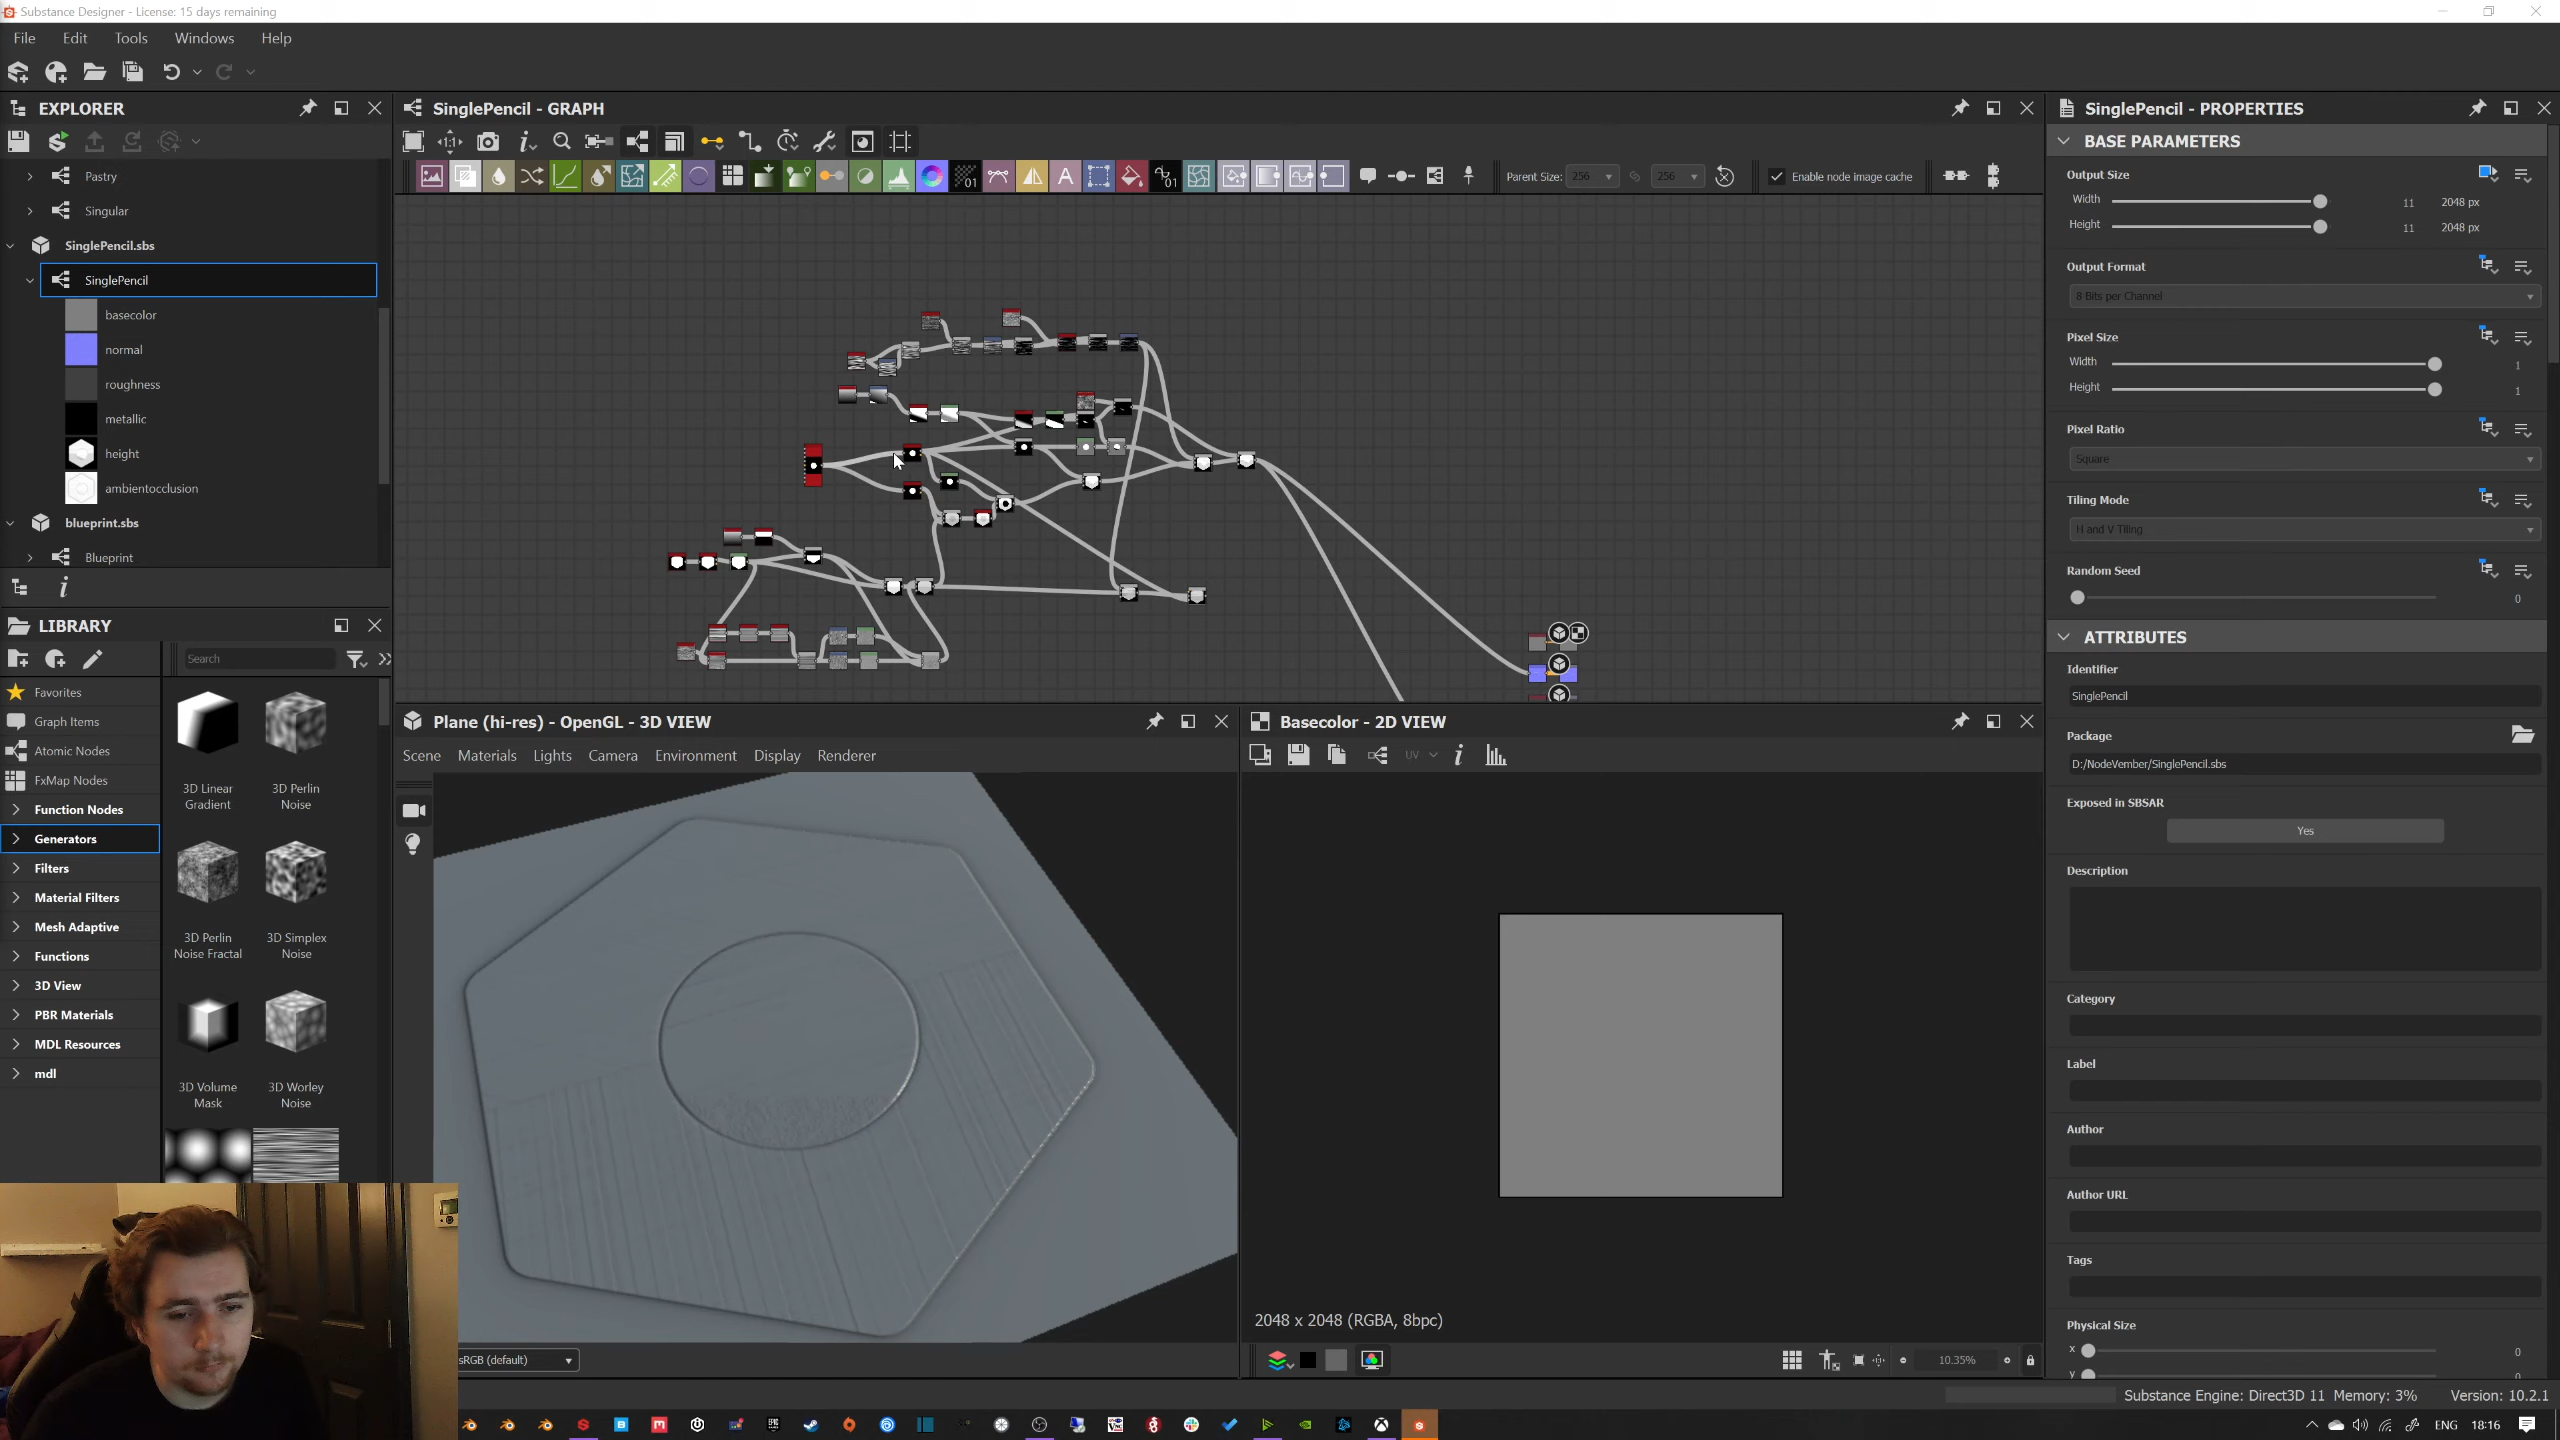 Substance Designer - License: 15 days remaining
File Edit Tools Windows Help
EXPLORER
Pastry
Singular
SinglePencil.sbs
SinglePencil
basecolor
normal
roughness
metallic
height
ambientocclusion
blueprint.sbs
Blueprint
LIBRARY
Search
Favorites
Graph Items
Atomic Nodes
FxMap Nodes
Function Nodes
Generators
Filters
Material Filters
Mesh Adaptive
Functions
3D View
PBR Materials
MDL Resources
mdl
3D Linear Gradient
3D Perlin Noise
3D Perlin Noise Fractal
3D Simplex Noise
3D Volume Mask
3D Worley Noise
SinglePencil - GRAPH
Parent Size: 256 256
Enable node image cache
Plane (hi-res) - OpenGL - 3D VIEW
Scene Materials Lights Camera Environment Display Renderer
sRGB (default)
Basecolor - 2D VIEW
UV
2048 x 2048 (RGBA, 8bpc)
10.35%
SinglePencil - PROPERTIES
BASE PARAMETERS
Output Size
Width 11 2048 px
Height 11 2048 px
Output Format
8 Bits per Channel
Pixel Size
Width 1
Height 1
Pixel Ratio
Square
Tiling Mode
H and V Tiling
Random Seed
0
ATTRIBUTES
Identifier
SinglePencil
Package
D:/NodeVember/SinglePencil.sbs
Exposed in SBSAR
Yes
Description
Category
Label
Author
Author URL
Tags
Physical Size
x 0
y 0
Substance Engine: Direct3D 11 Memory: 3% Version: 10.2.1
ENG 18:16